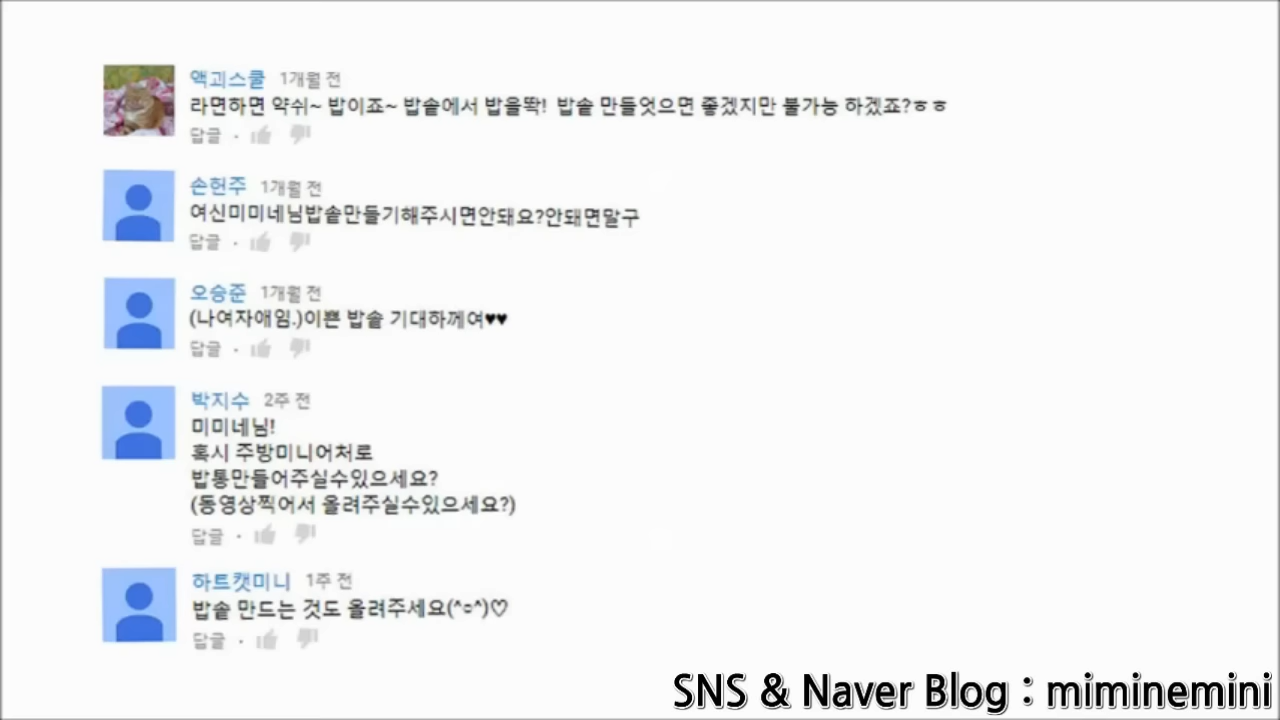 액괴스쿨 1개월 전
라면하면 약쉬~ 밥이죠~ 밥솥에서 밥을딱! 밥솥 만들엇으면 좋겠지만 불가능 하겠죠?ㅎㅎ
답글 ·
손헌주 1개월 전
여신미미네님밥솥만들기해주시면안돼요?안돼면말구
답글 ·
오승준 1개월 전
(나여자애임.)이쁜 밥솥 기대하께여♥♥
답글 ·
박지수 2주 전
미미네님!
혹시 주방미니어처로
밥통만들어주실수있으세요?
(동영상찍어서 올려주실수있으세요?)
답글 ·
하트캣미니 1주 전
밥솥 만드는 것도 올려주세요(^○^)♡
답글 ·
SNS & Naver Blog : miminemini